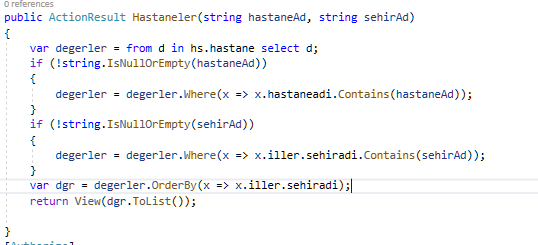 0 references
public ActionResult Hastaneler(string hastaneAd, string sehirAd)
{
var degerler = from d in hs.hastane select d;
if (!string.IsNullOrEmpty(hastaneAd))
{
degerler = degerler.Where(x => x.hastaneadi.Contains(hastaneAd));
}
if (!string.IsNullOrEmpty(sehirAd))
{
degerler = degerler.Where(x => x.iller.sehiradi.Contains(sehirAd));
}
var dgr = degerler.OrderBy(x => x.iller.sehiradi);
return View(dgr.ToList());
}
[Authorize]